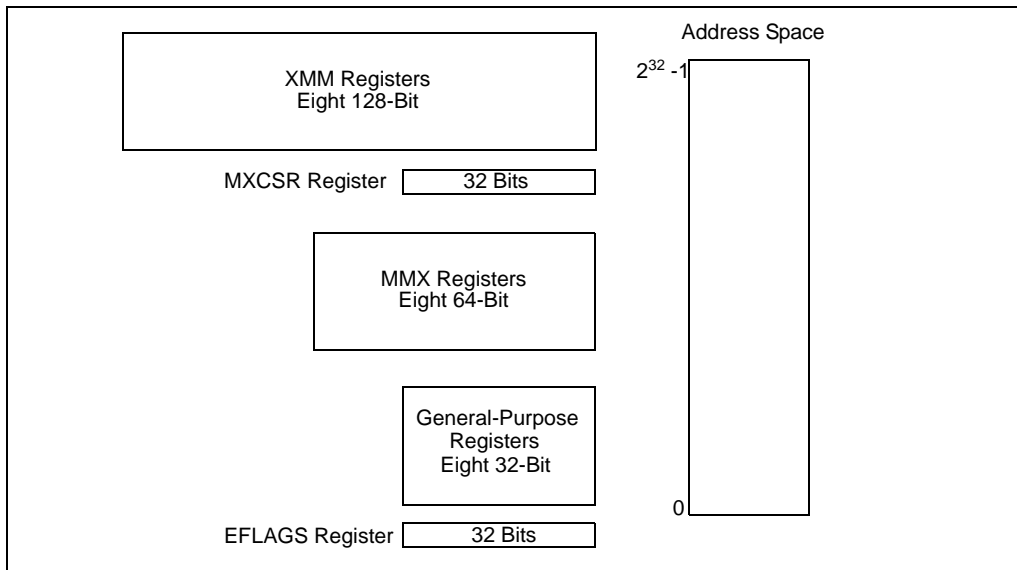 Address Space
XMM Registers
Eight 128-Bit
2³² -1
MXCSR Register
32 Bits
MMX Registers
Eight 64-Bit
General-Purpose
Registers
Eight 32-Bit
0
EFLAGS Register
32 Bits